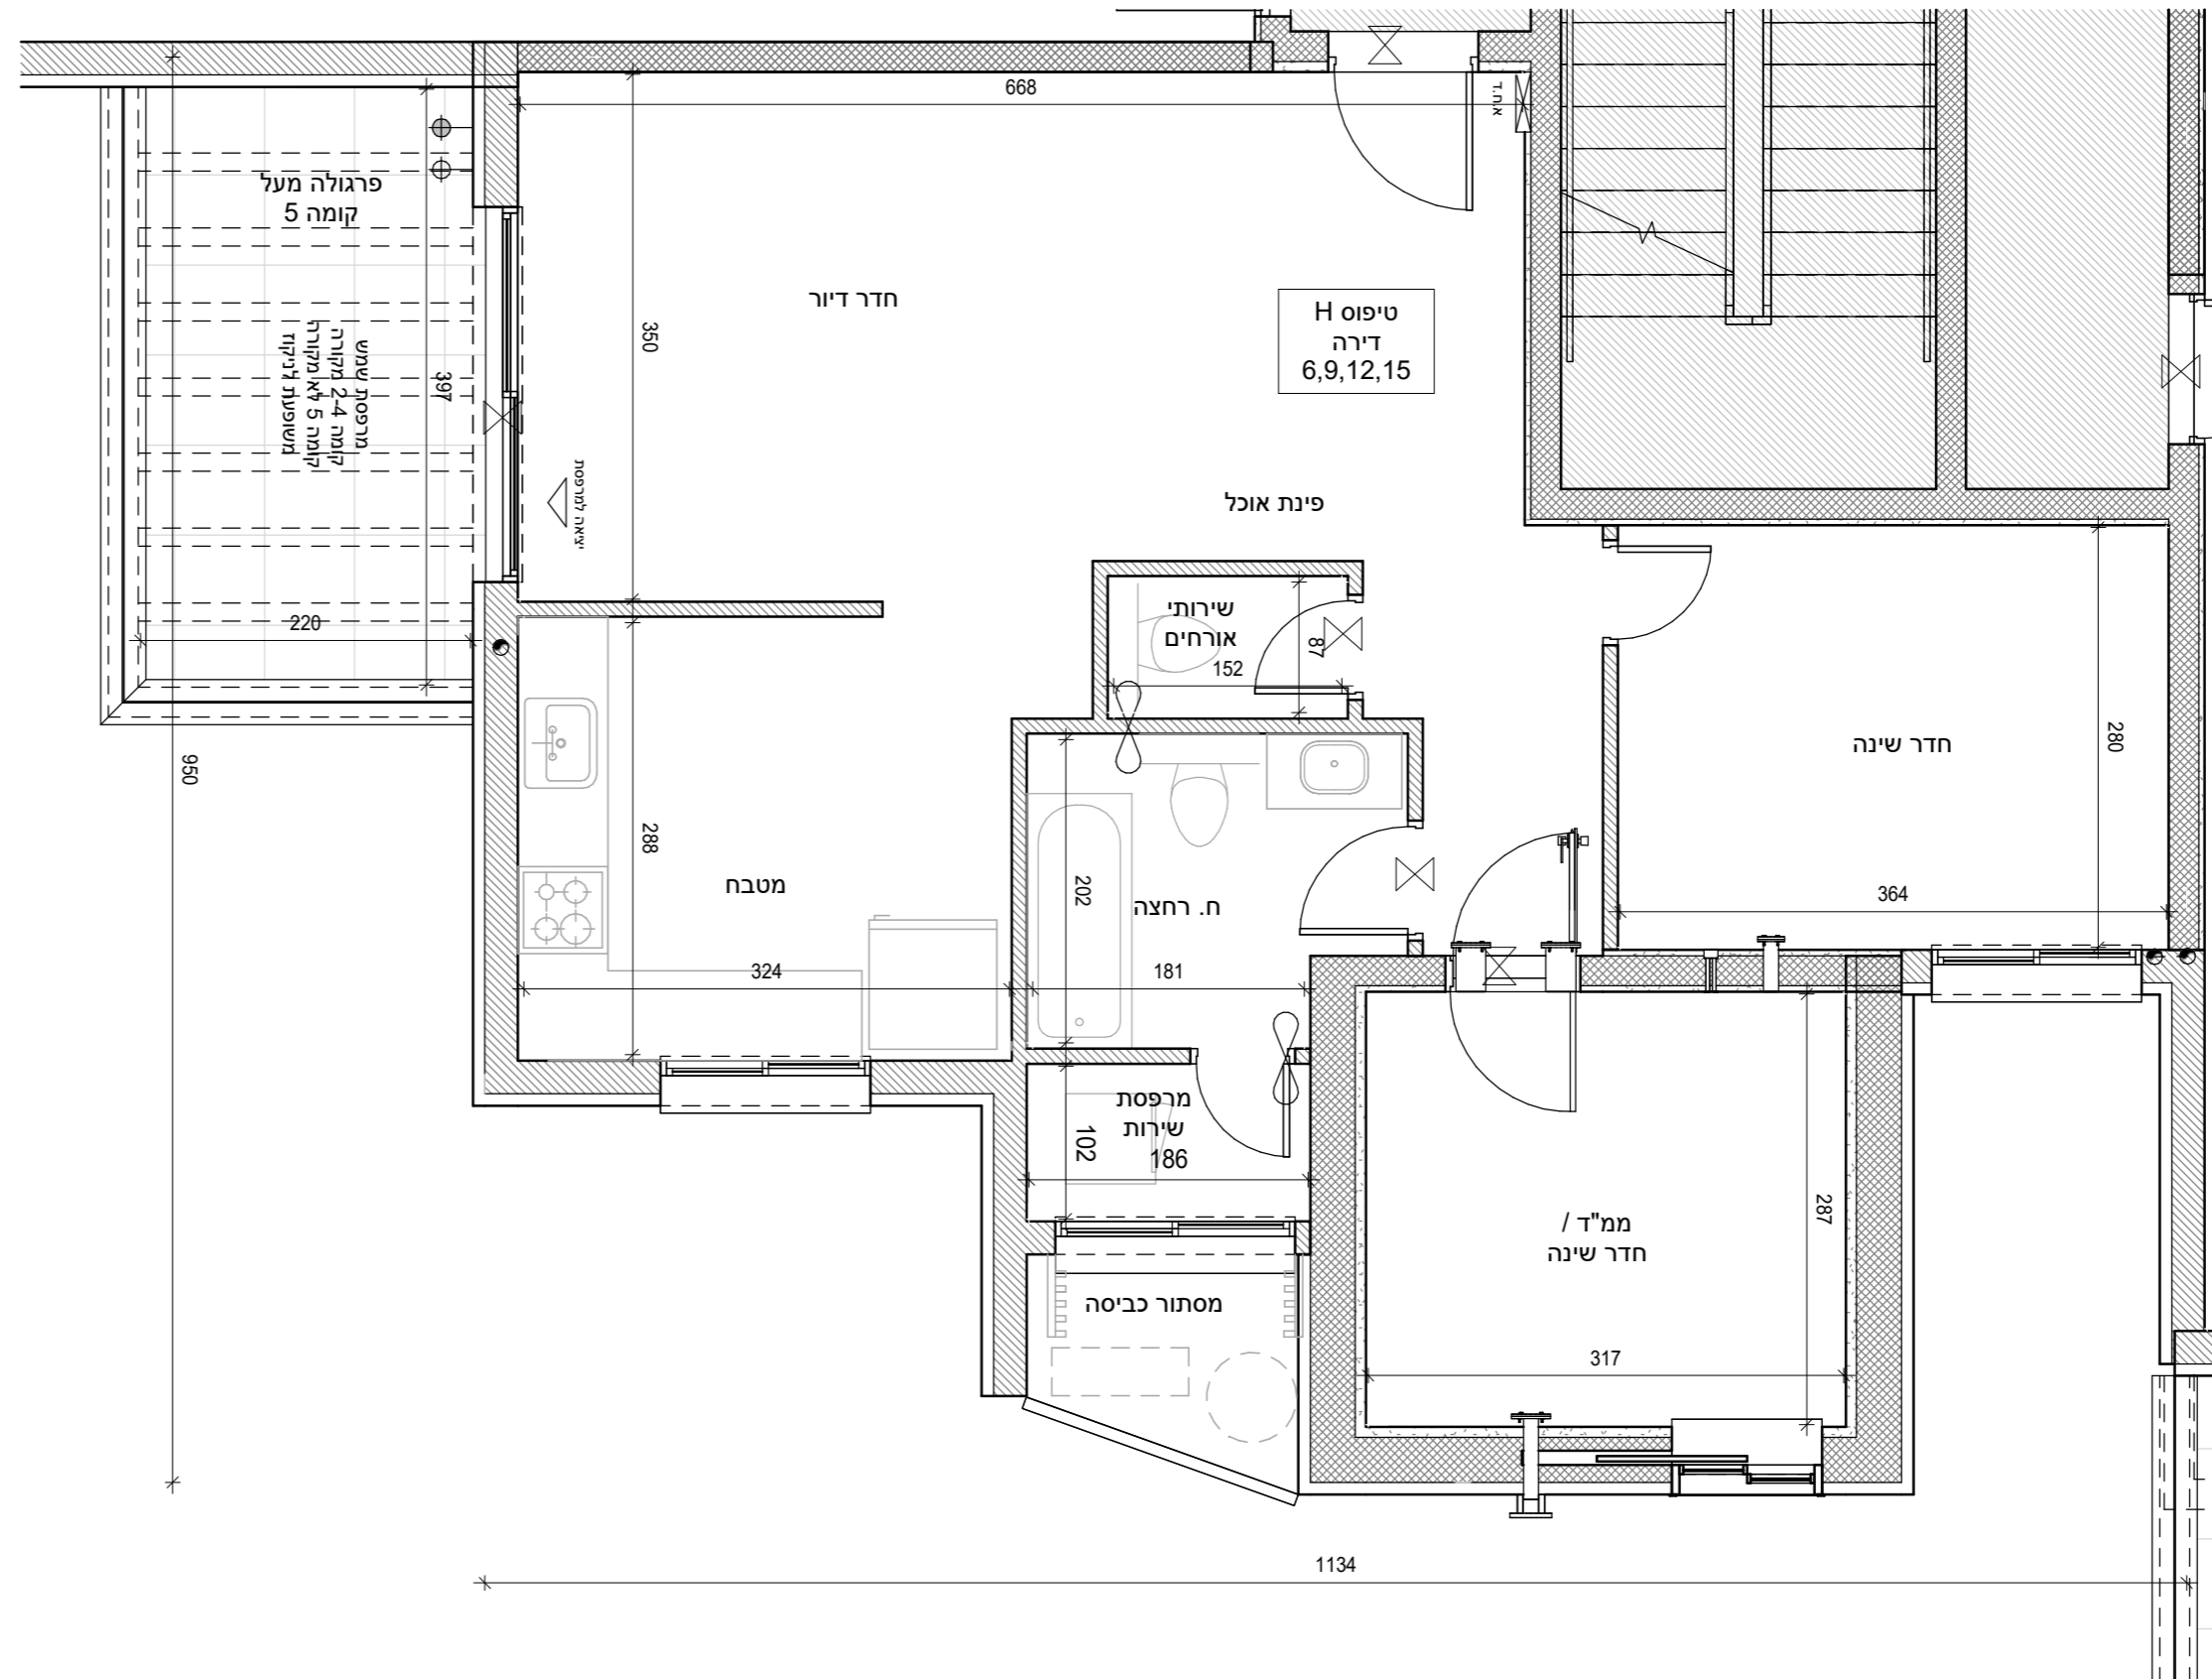 668
א.ח.ד
פרגולה מעל
קומה 5
חדר דיור
350
טיפוס H
דירה
6,9,12,15
מרפסת שמש
קומה 2-4 מקורה
קומה 5 לא מקורה
משופעת לניקוז
397
יציאה למרפסת
פינת אוכל
220
שירותי
אורחים
87
152
חדר שינה
280
950
288
מטבח
202
ח. רחצה
364
324
181
מרפסת
שירות
102
186
287
ממ"ד /
חדר שינה
מסתור כביסה
317
1134